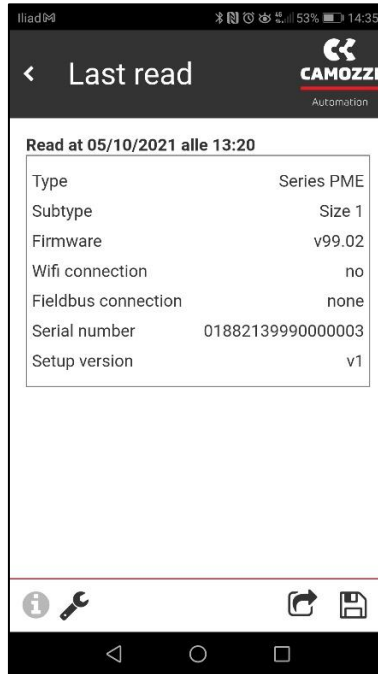 Iliad 53% 14:35
Last read
CAMOZZI
Automation
Read at 05/10/2021 alle 13:20
Type Series PME
Subtype Size 1
Firmware v99.02
Wifi connection no
Fieldbus connection none
Serial number 01882139990000003
Setup version v1